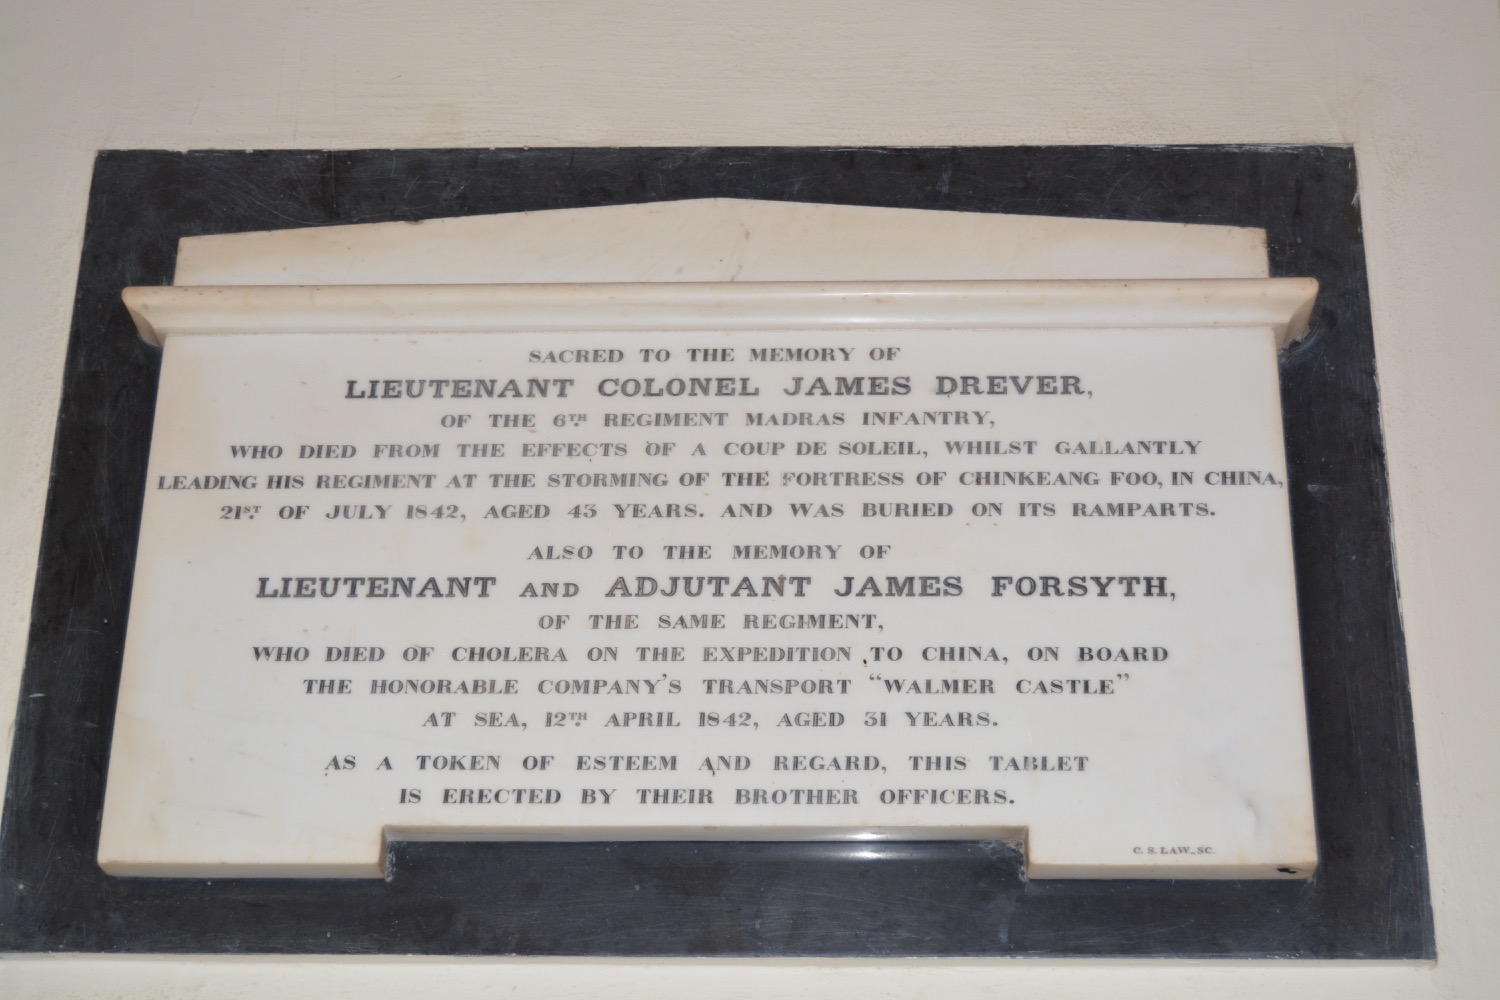 SACRED TO THE MEMORY OF
LIEUTENANT COLONEL JAMES DREVER,
OF THE 6TH REGIMENT MADRAS INFANTRY,
WHO DIED FROM THE EFFECTS OF A COUP DE SOLEIL, WHILST GALLANTLY
LEADING HIS REGIMENT AT THE STORMING OF THE FORTRESS OF CHINKEANG FOO, IN CHINA,
21ST OF JULY 1842, AGED 43 YEARS. AND WAS BURIED ON ITS RAMPARTS.
ALSO TO THE MEMORY OF
LIEUTENANT AND ADJUTANT JAMES FORSYTH,
OF THE SAME REGIMENT,
WHO DIED OF CHOLERA ON THE EXPEDITION TO CHINA, ON BOARD
THE HONORABLE COMPANY'S TRANSPORT "WALMER CASTLE"
AT SEA, 12TH APRIL 1842, AGED 31 YEARS.
AS A TOKEN OF ESTEEM AND REGARD, THIS TABLET
IS ERECTED BY THEIR BROTHER OFFICERS.
C. S. LAW. SC.